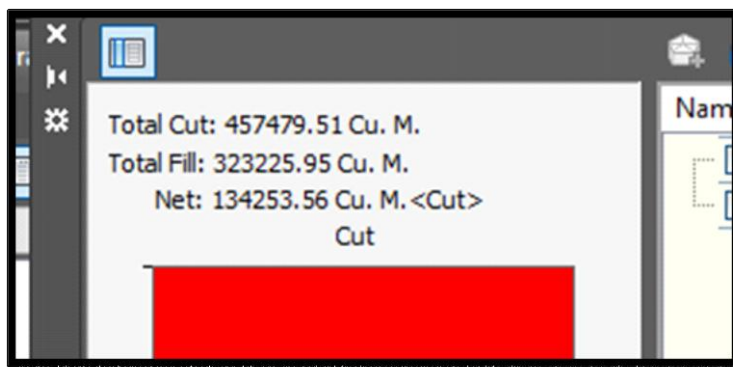 Total Cut: 457479.51 Cu. M.
Total Fill: 323225.95 Cu. M.
Net: 134253.56 Cu. M.<Cut>
Cut
Nam